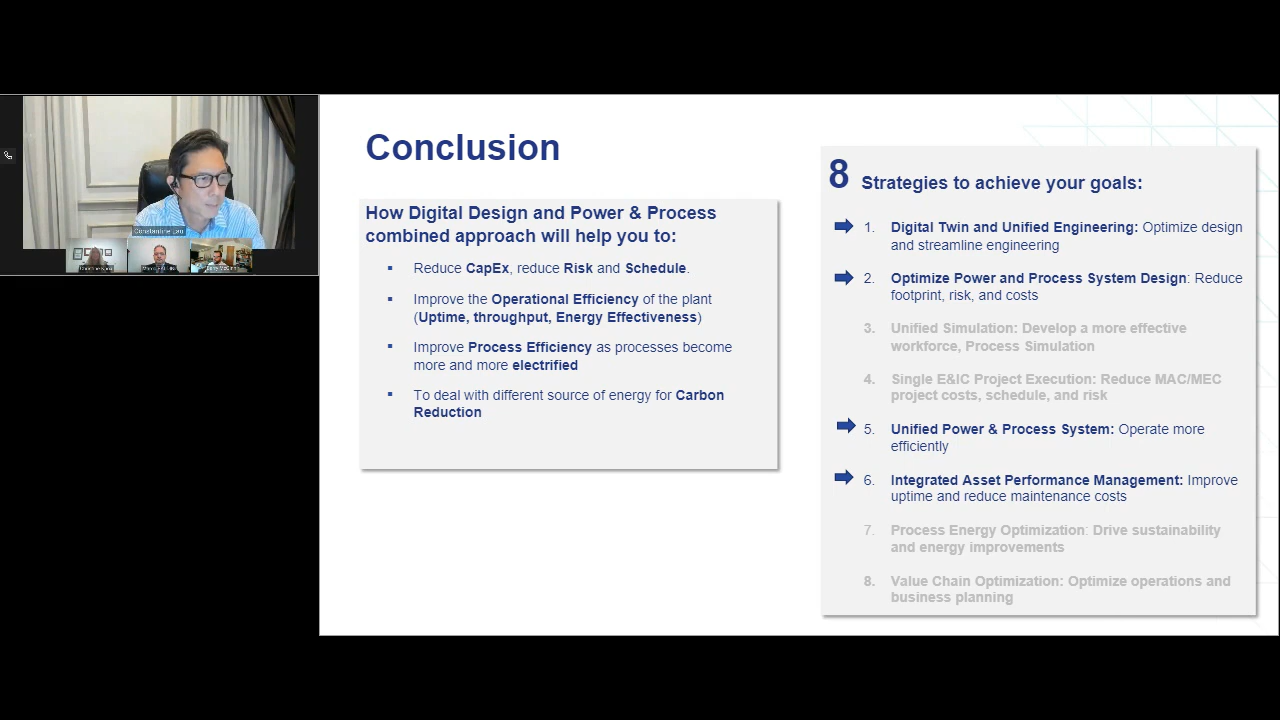 Constantine Lau
Conclusion
How Digital Design and Power & Process
combined approach will help you to:
▪ Reduce CapEx, reduce Risk and Schedule.
▪ Improve the Operational Efficiency of the plant
(Uptime, throughput, Energy Effectiveness)
▪ Improve Process Efficiency as processes become
more and more electrified
▪ To deal with different source of energy for Carbon
Reduction
8 Strategies to achieve your goals:
1. Digital Twin and Unified Engineering: Optimize design
and streamline engineering
2. Optimize Power and Process System Design: Reduce
footprint, risk, and costs
3. Unified Simulation: Develop a more effective
workforce, Process Simulation
4. Single E&IC Project Execution: Reduce MAC/MEC
project costs, schedule, and risk
5. Unified Power & Process System: Operate more
efficiently
6. Integrated Asset Performance Management: Improve
uptime and reduce maintenance costs
7. Process Energy Optimization: Drive sustainability
and energy improvements
8. Value Chain Optimization: Optimize operations and
business planning